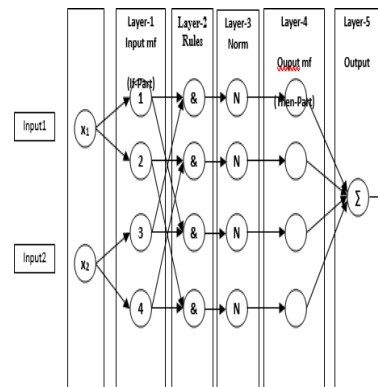 Layer-1
Input mf
(If-Part)
Layer-2
Rules
Layer-3
Norm
Layer-4
Ouput mf
(Then-Part)
Layer-5
Output
Input1
Input2
x₁
x₂
1
2
3
4
&
&
&
&
N
N
N
N
Σ